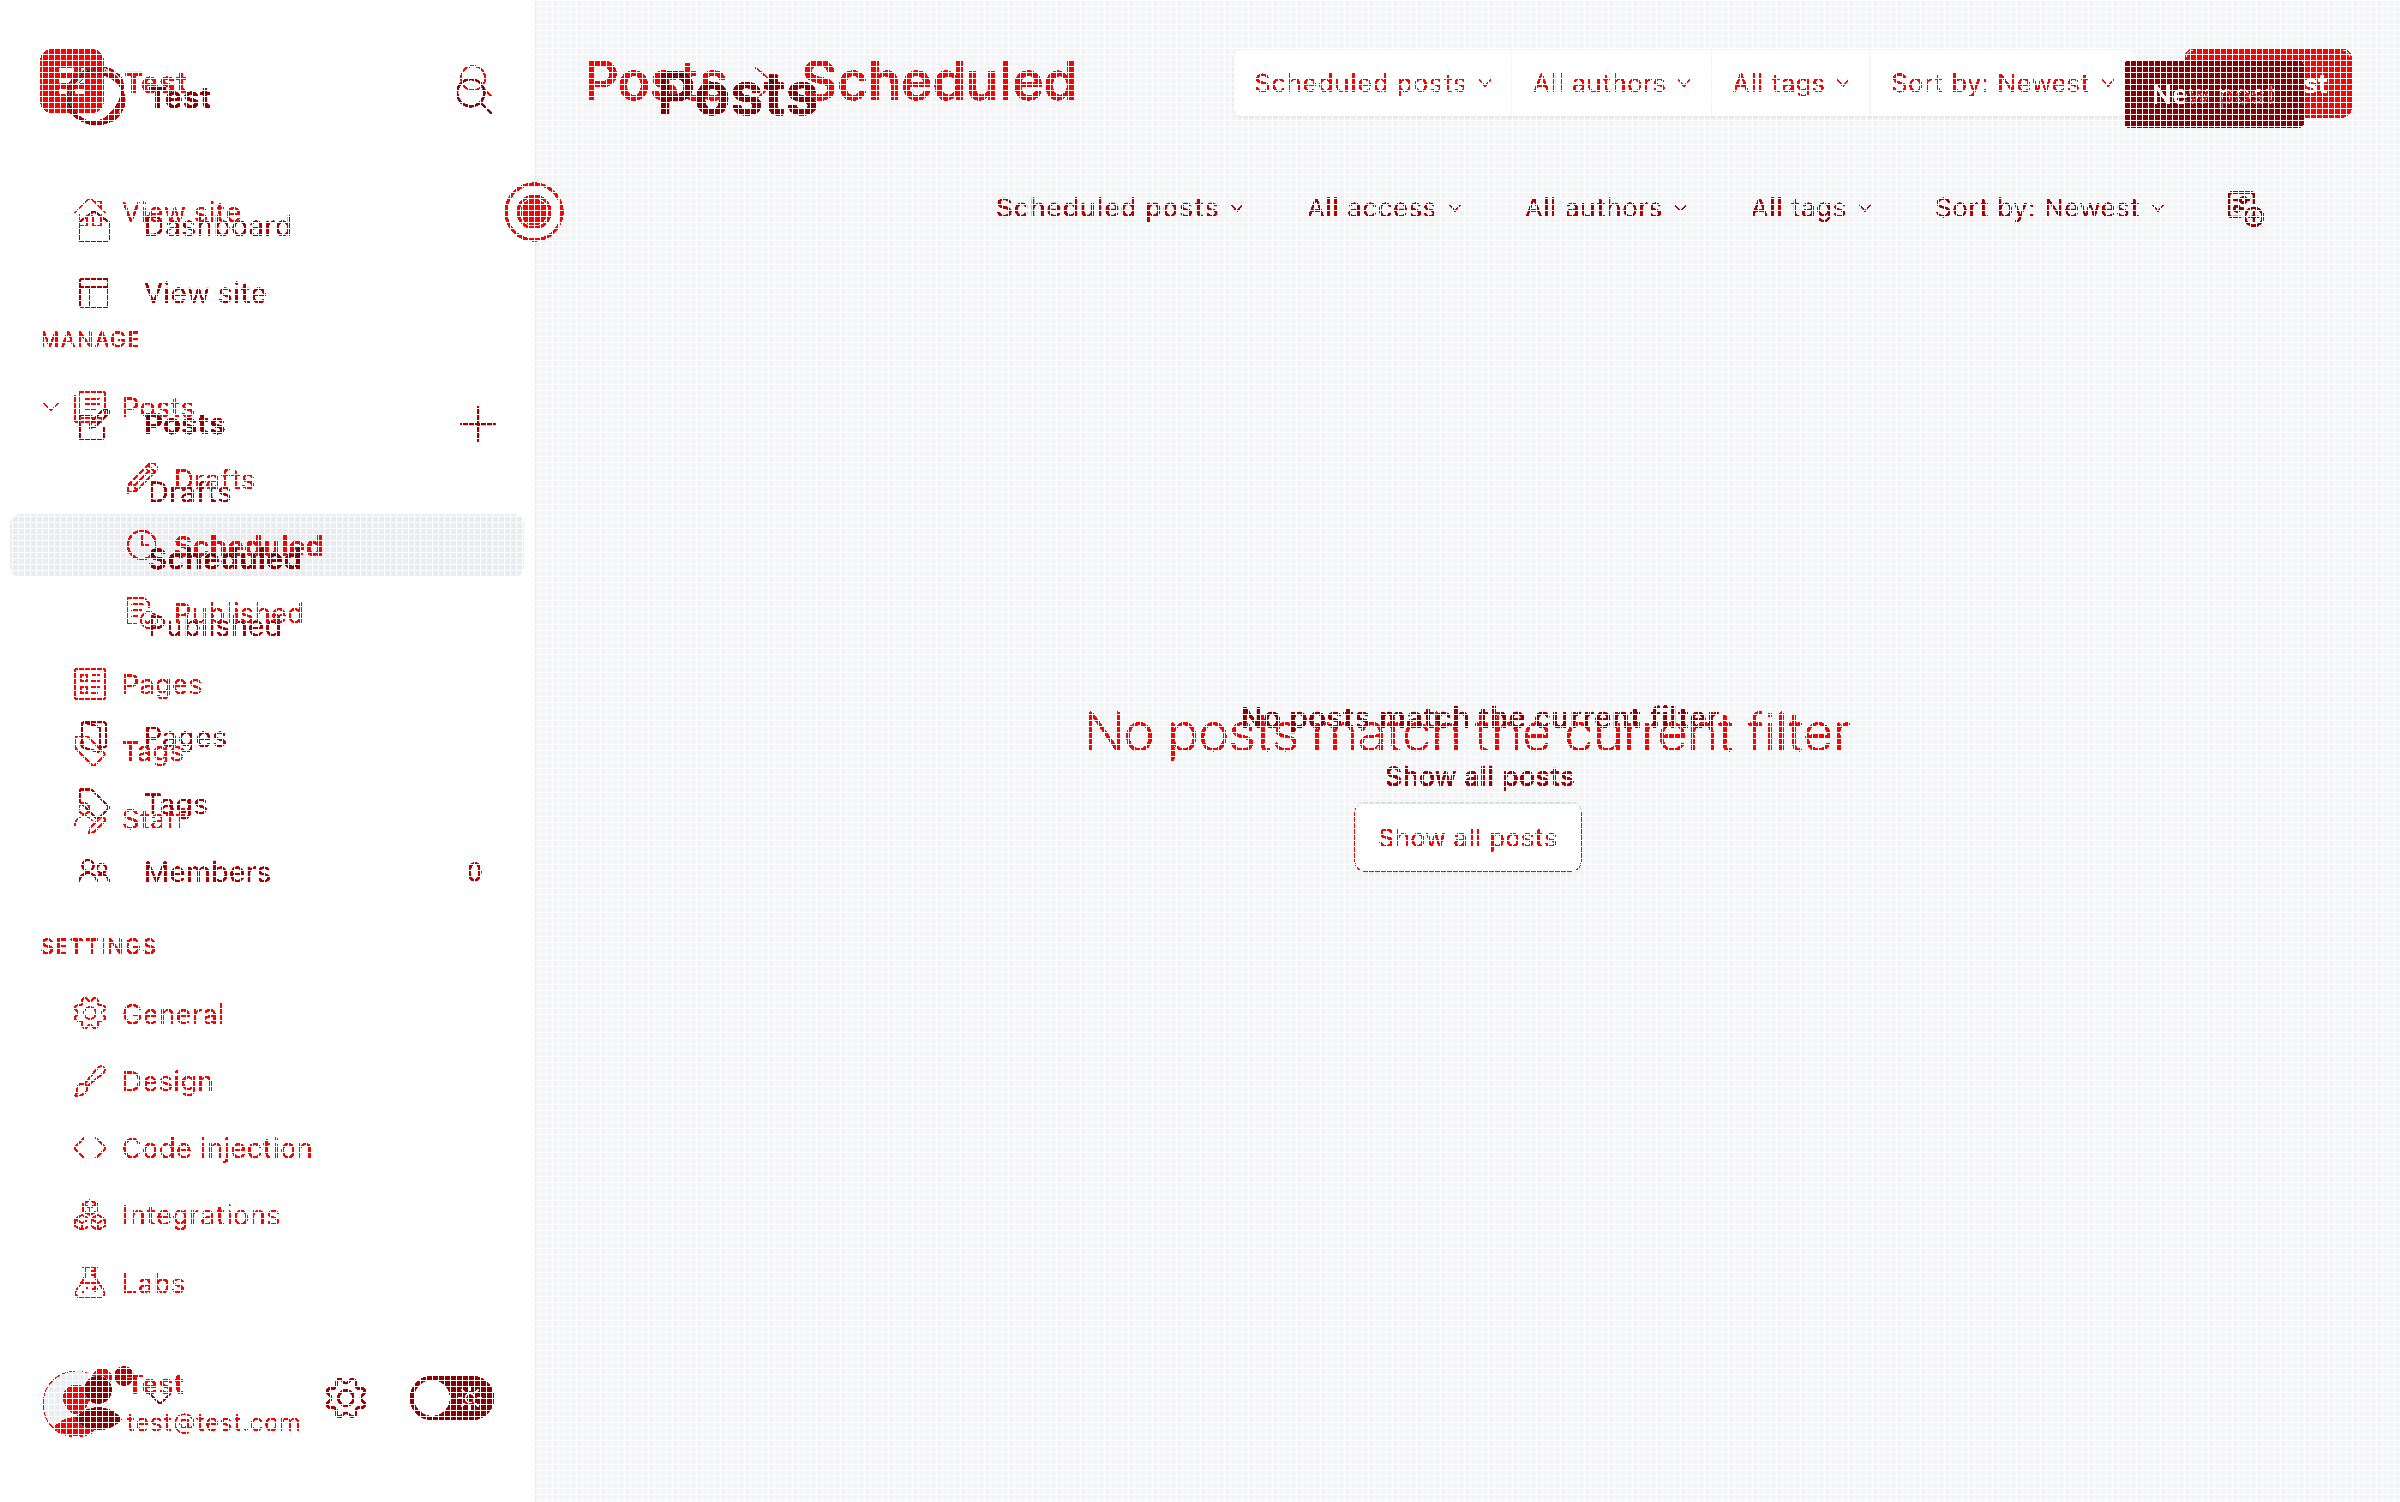 Test
Test
Posts Scheduled
Posts
Scheduled posts All authors All tags Sort by: Newest
New post
st
View site
Dashboard
Scheduled posts All access All authors All tags Sort by: Newest
View site
MANAGE
Posts
Posts
Drafts
Drafts
Scheduled
Scheduled
Published
Published
Pages
No posts match the current filter
No posts match the current filter
Pages
Tags
Show all posts
Tags
Staff
Show all posts
Members 0
SETTINGS
General
Design
Code injection
Integrations
Labs
Test
test@test.com